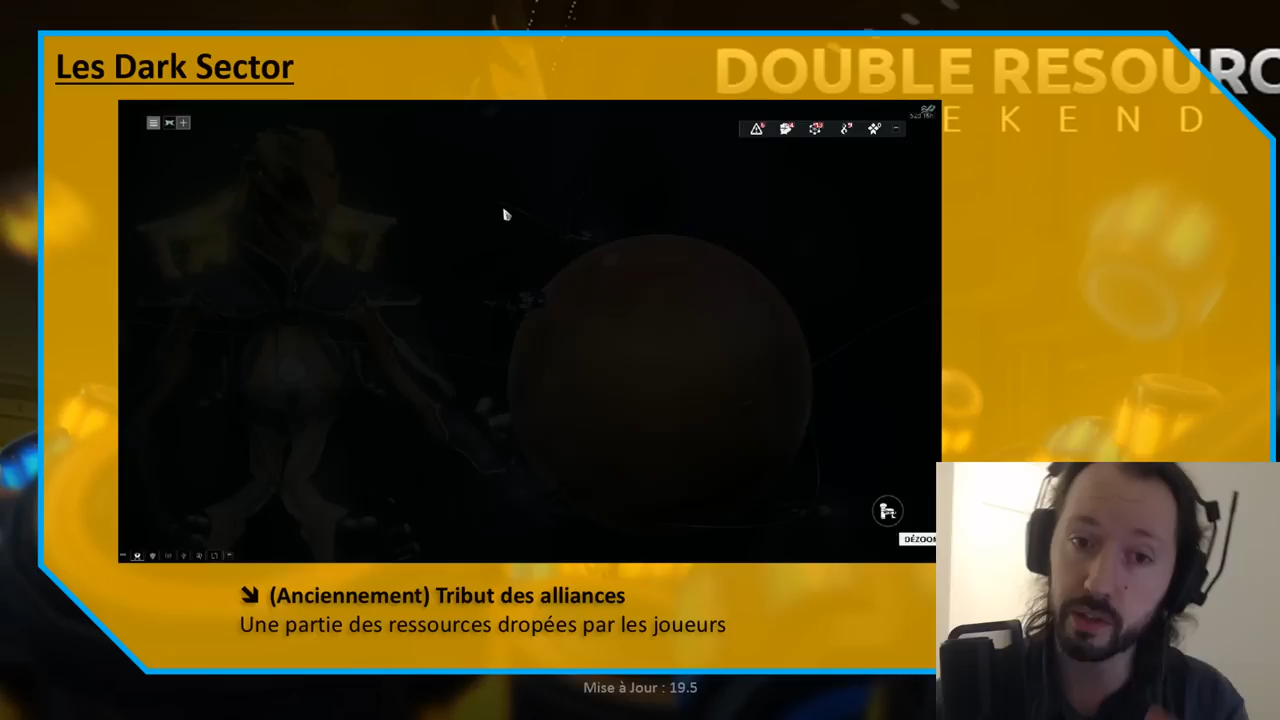 Les Dark Sector
DOUBLE RESOURC
E K E N D
DÉZOOM
(Anciennement) Tribut des alliances
Une partie des ressources dropées par les joueurs
Mise à Jour : 19.5